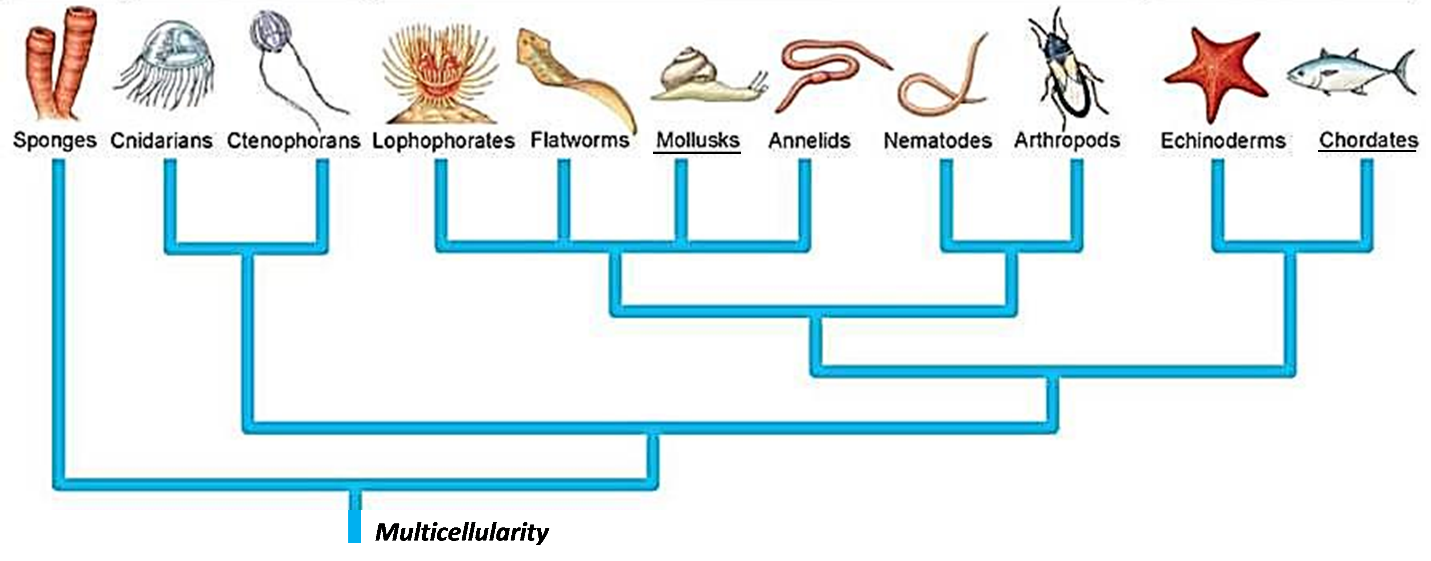 Sponges Cnidarians Ctenophorans Lophophorates Flatworms Mollusks Annelids Nematodes Arthropods Echinoderms Chordates
Multicellularity